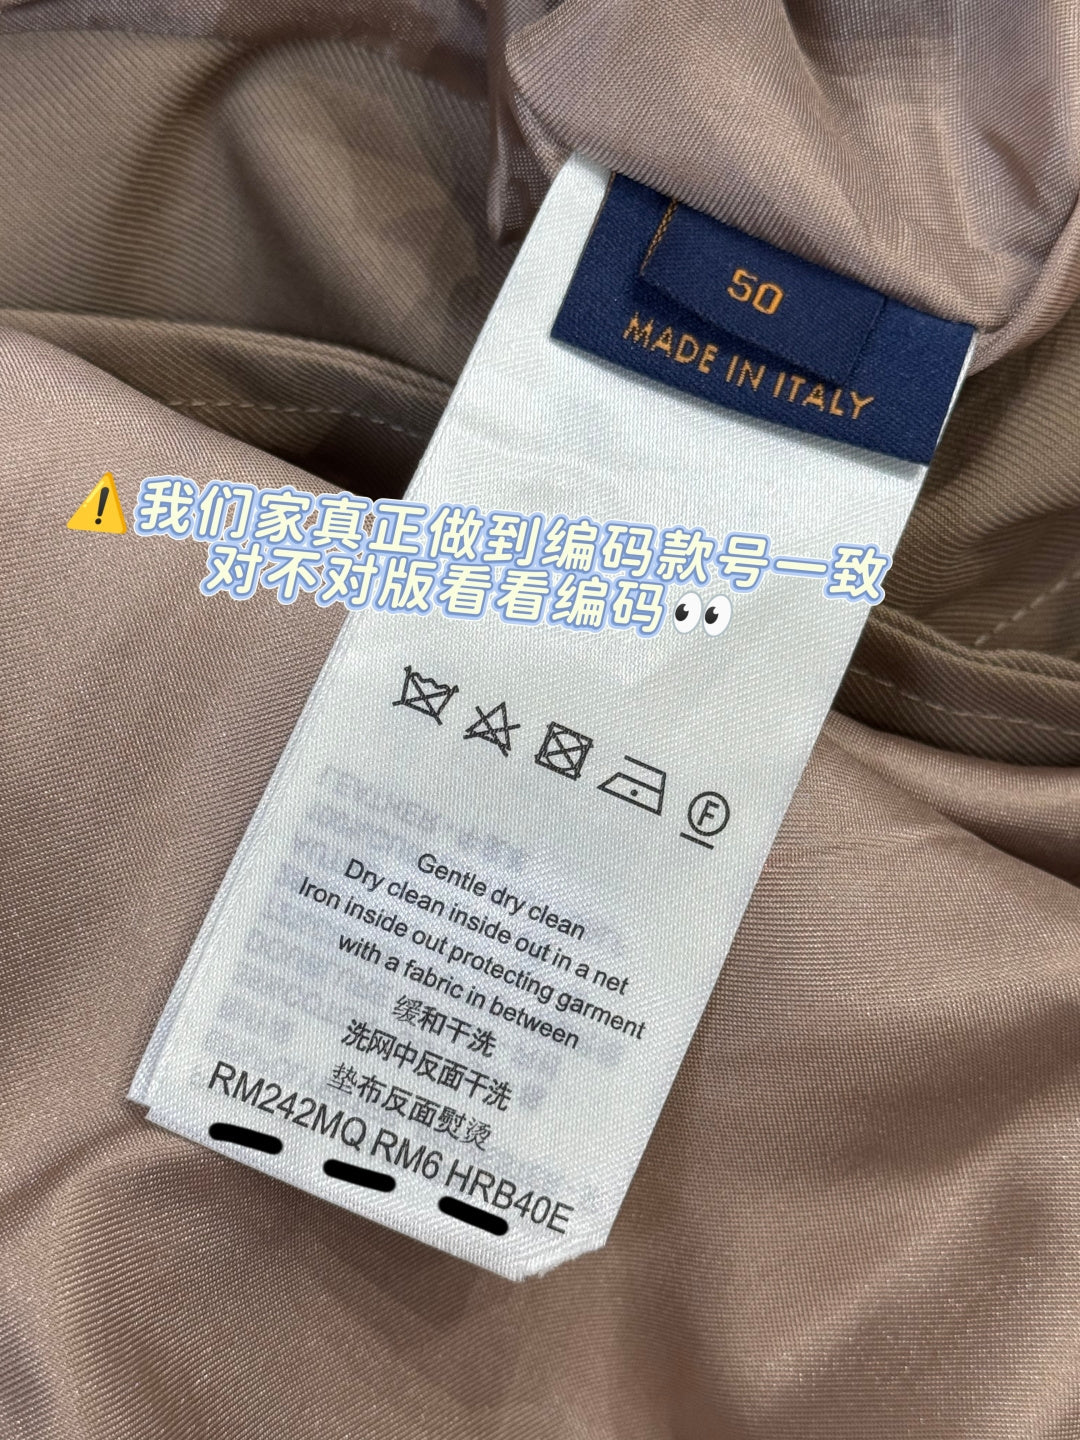 50
MADE IN ITALY
⚠️我们家真正做到编码款号一致
对不对版看看编码👀
F
Gentle dry clean
Dry clean inside out in a net
Iron inside out protecting garment
with a fabric in between
缓和干洗
洗网中反面干洗
垫布反面熨烫
RM242MQ RM6 HRB40E